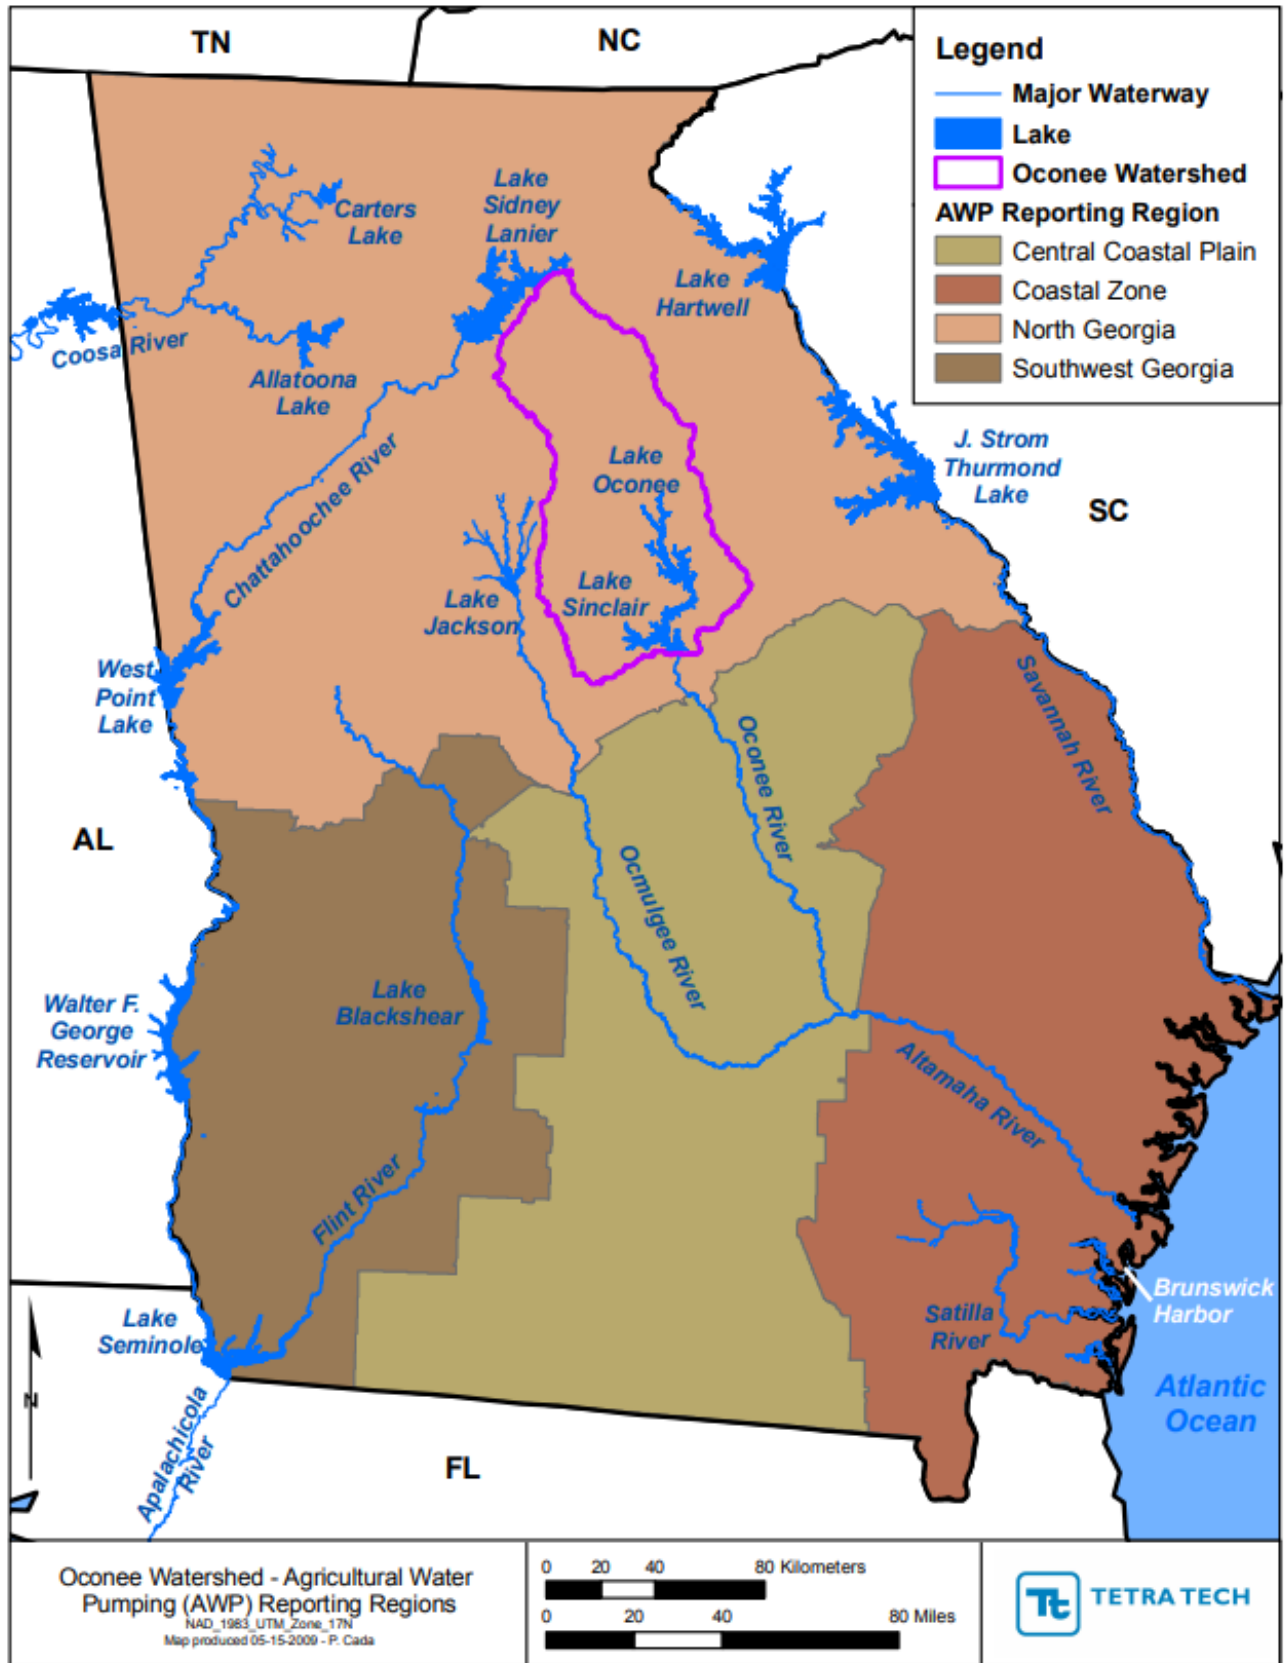 TN
NC
Legend
Major Waterway
Lake
Oconee Watershed
AWP Reporting Region
Central Coastal Plain
Coastal Zone
North Georgia
Southwest Georgia
Carters
Lake
Lake
Sidney
Lanier
Lake
Hartwell
Coosa River
Allatoona
Lake
Chattahoochee River
Lake
Oconee
J. Strom
Thurmond
Lake
SC
Lake
Sinclair
Lake
Jackson
West
Point
Lake
Savannah River
Oconee River
AL
Ocmulgee River
Lake
Blackshear
Walter F.
George
Reservoir
Altamaha River
Flint River
Brunswick
Harbor
Satilla
River
Lake
Seminole
Atlantic
Ocean
N
Apalachicola
River
FL
Oconee Watershed - Agricultural Water
Pumping (AWP) Reporting Regions
NAD_1983_UTM_Zone_17N
Map produced 05-15-2009 - P. Cada
0 20 40 80 Kilometers
0 20 40 80 Miles
Tt TETRA TECH